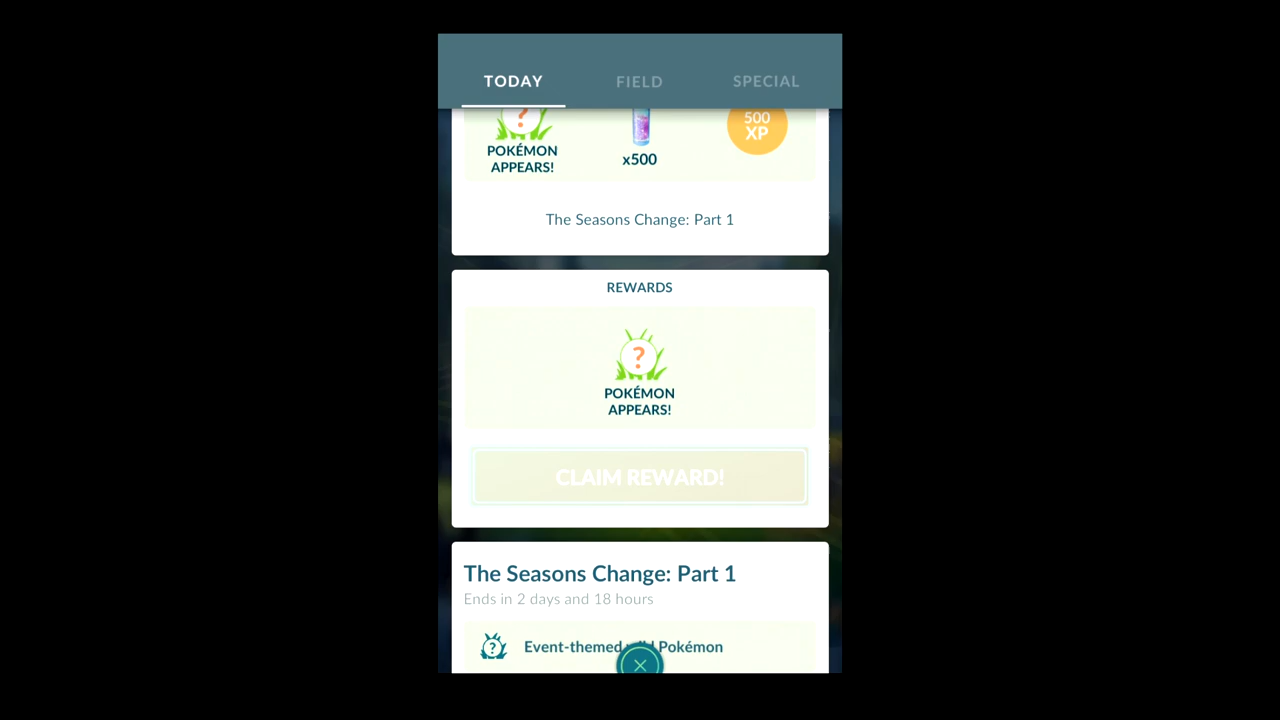 TODAY FIELD SPECIAL
?
500
XP
POKÉMON
APPEARS!
x500
The Seasons Change: Part 1
REWARDS
?
POKÉMON
APPEARS!
CLAIM REWARD!
The Seasons Change: Part 1
Ends in 2 days and 18 hours
? Event-themed wild Pokémon